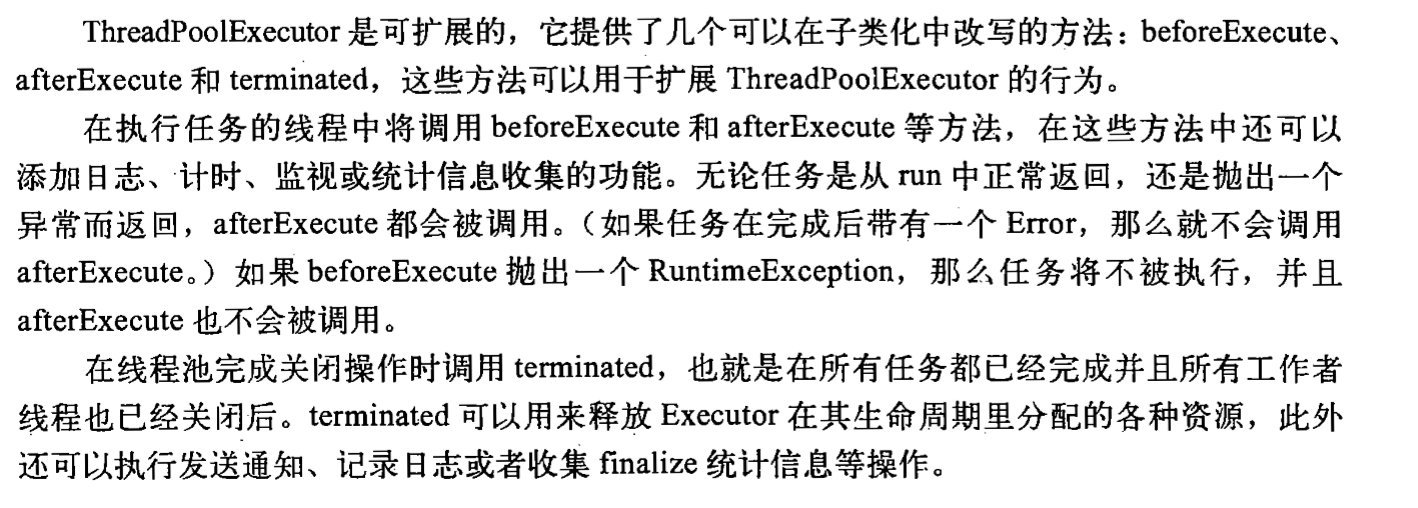 ThreadPoolExecutor 是可扩展的，它提供了几个可以在子类化中改写的方法：beforeExecute、
afterExecute 和 terminated，这些方法可以用于扩展 ThreadPoolExecutor 的行为。
在执行任务的线程中将调用 beforeExecute 和 afterExecute 等方法，在这些方法中还可以
添加日志、计时、监视或统计信息收集的功能。无论任务是从 run 中正常返回，还是抛出一个
异常而返回，afterExecute 都会被调用。（如果任务在完成后带有一个 Error，那么就不会调用
afterExecute。）如果 beforeExecute 抛出一个 RuntimeException，那么任务将不被执行，并且
afterExecute 也不会被调用。
在线程池完成关闭操作时调用 terminated，也就是在所有任务都已经完成并且所有工作者
线程也已经关闭后。terminated 可以用来释放 Executor 在其生命周期里分配的各种资源，此外
还可以执行发送通知、记录日志或者收集 finalize 统计信息等操作。